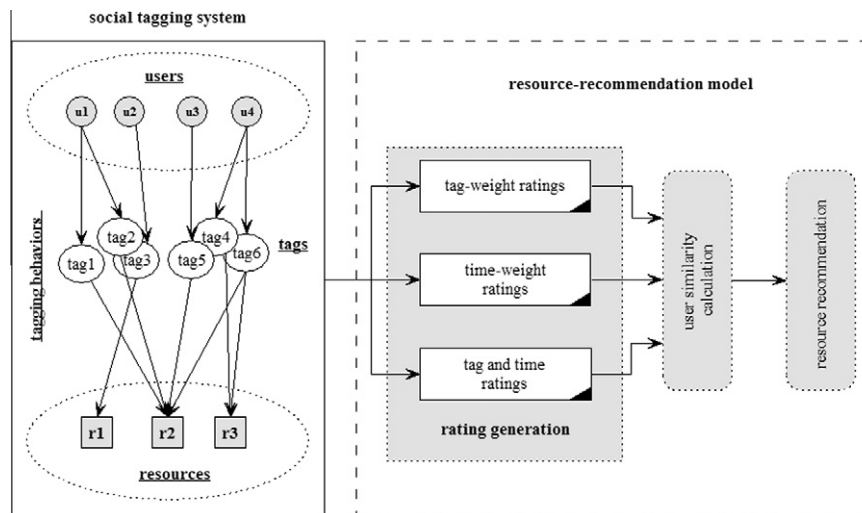 social tagging system
users
u1
u2
u3
u4
tagging behaviors
tag1
tag2
tag3
tag5
tag4
tag6
tags
r1
r2
r3
resources
resource-recommendation model
tag-weight ratings
time-weight
ratings
tag and time
ratings
rating generation
user similarity
calculation
resource recommendation